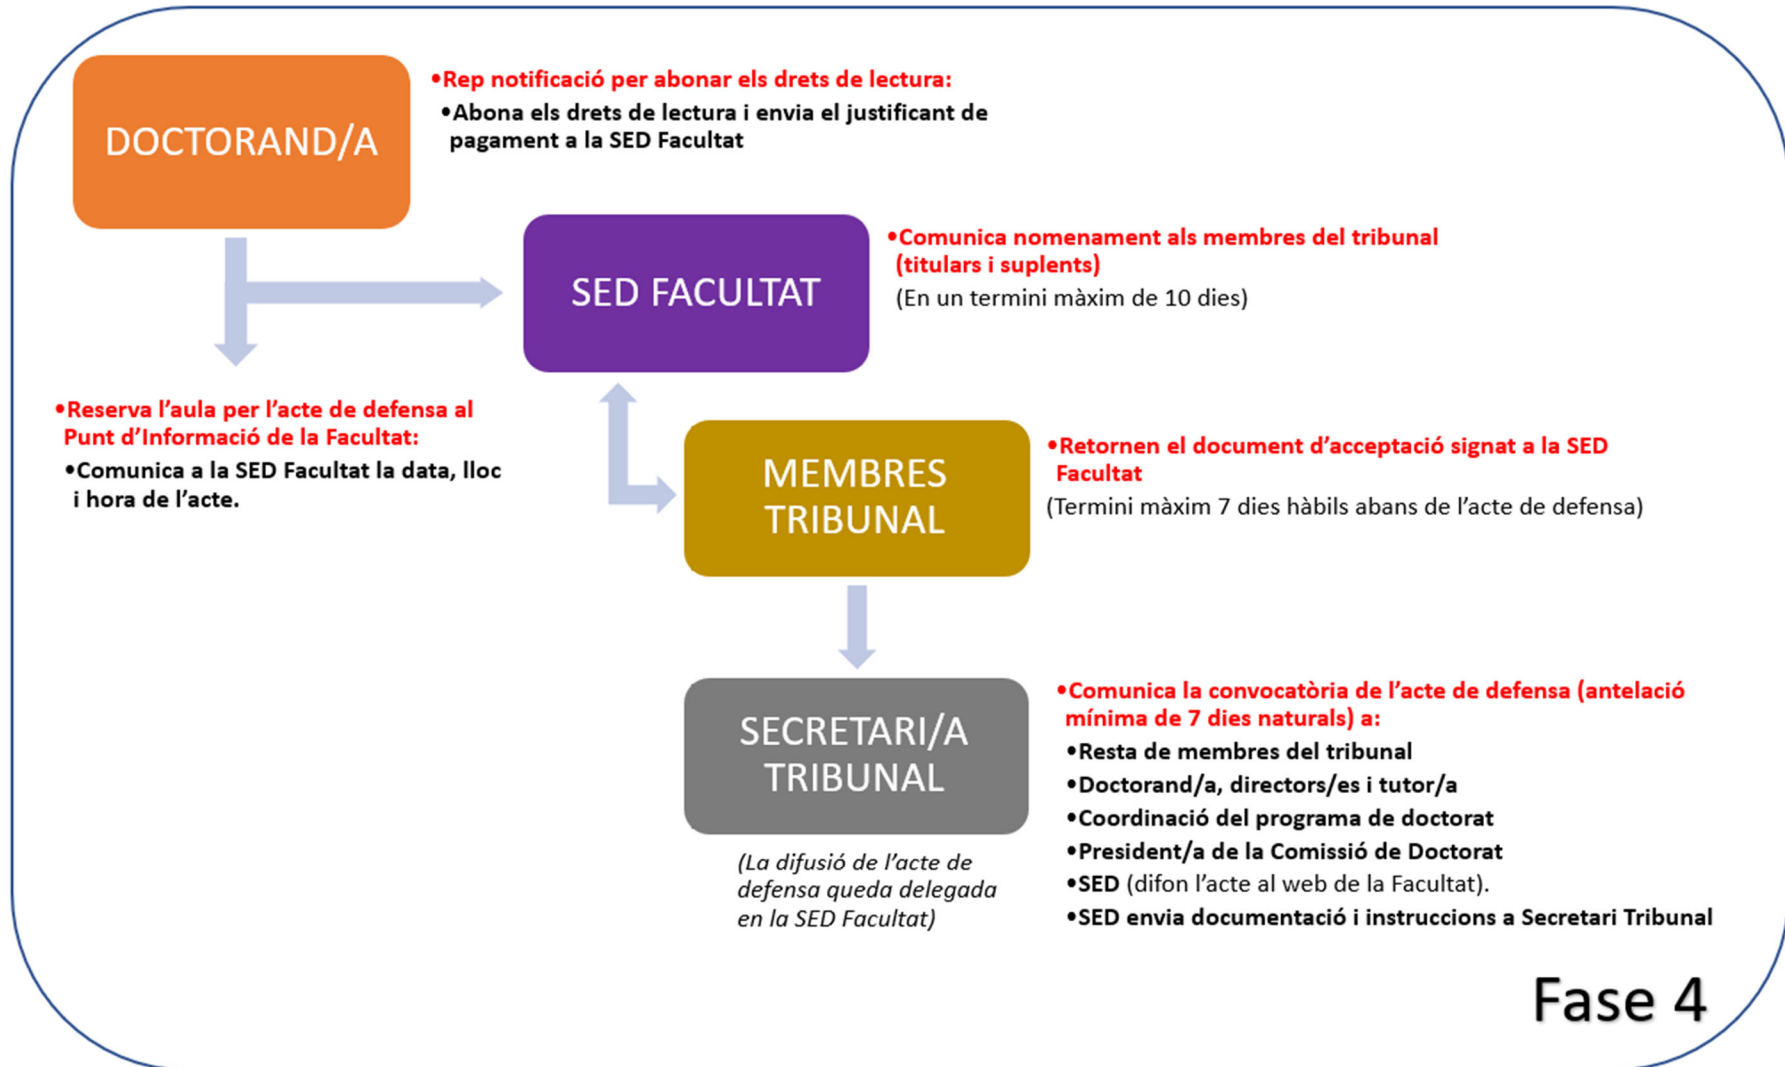 DOCTORAND/A
•Rep notificació per abonar els drets de lectura:
•Abona els drets de lectura i envia el justificant de
pagament a la SED Facultat
SED FACULTAT
•Comunica nomenament als membres del tribunal
(titulars i suplents)
(En un termini màxim de 10 dies)
•Reserva l’aula per l’acte de defensa al
Punt d’Informació de la Facultat:
•Comunica a la SED Facultat la data, lloc
i hora de l’acte.
MEMBRES
TRIBUNAL
•Retornen el document d’acceptació signat a la SED
Facultat
(Termini màxim 7 dies hàbils abans de l’acte de defensa)
SECRETARI/A
TRIBUNAL
(La difusió de l’acte de
defensa queda delegada
en la SED Facultat)
•Comunica la convocatòria de l’acte de defensa (antelació
mínima de 7 dies naturals) a:
•Resta de membres del tribunal
•Doctorand/a, directors/es i tutor/a
•Coordinació del programa de doctorat
•President/a de la Comissió de Doctorat
•SED (difon l’acte al web de la Facultat).
•SED envia documentació i instruccions a Secretari Tribunal
Fase 4